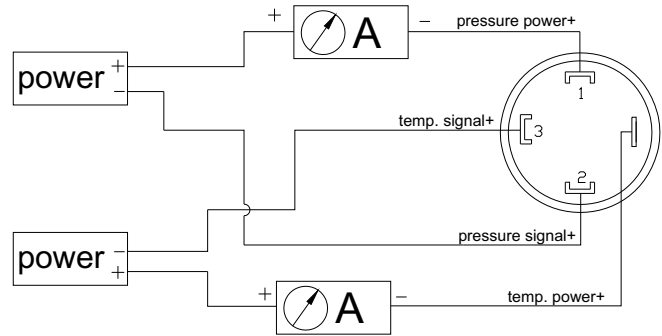 + A − pressure power+
power + −
1
temp. signal+ 3
2
pressure signal+
power − +
+ A − temp. power+